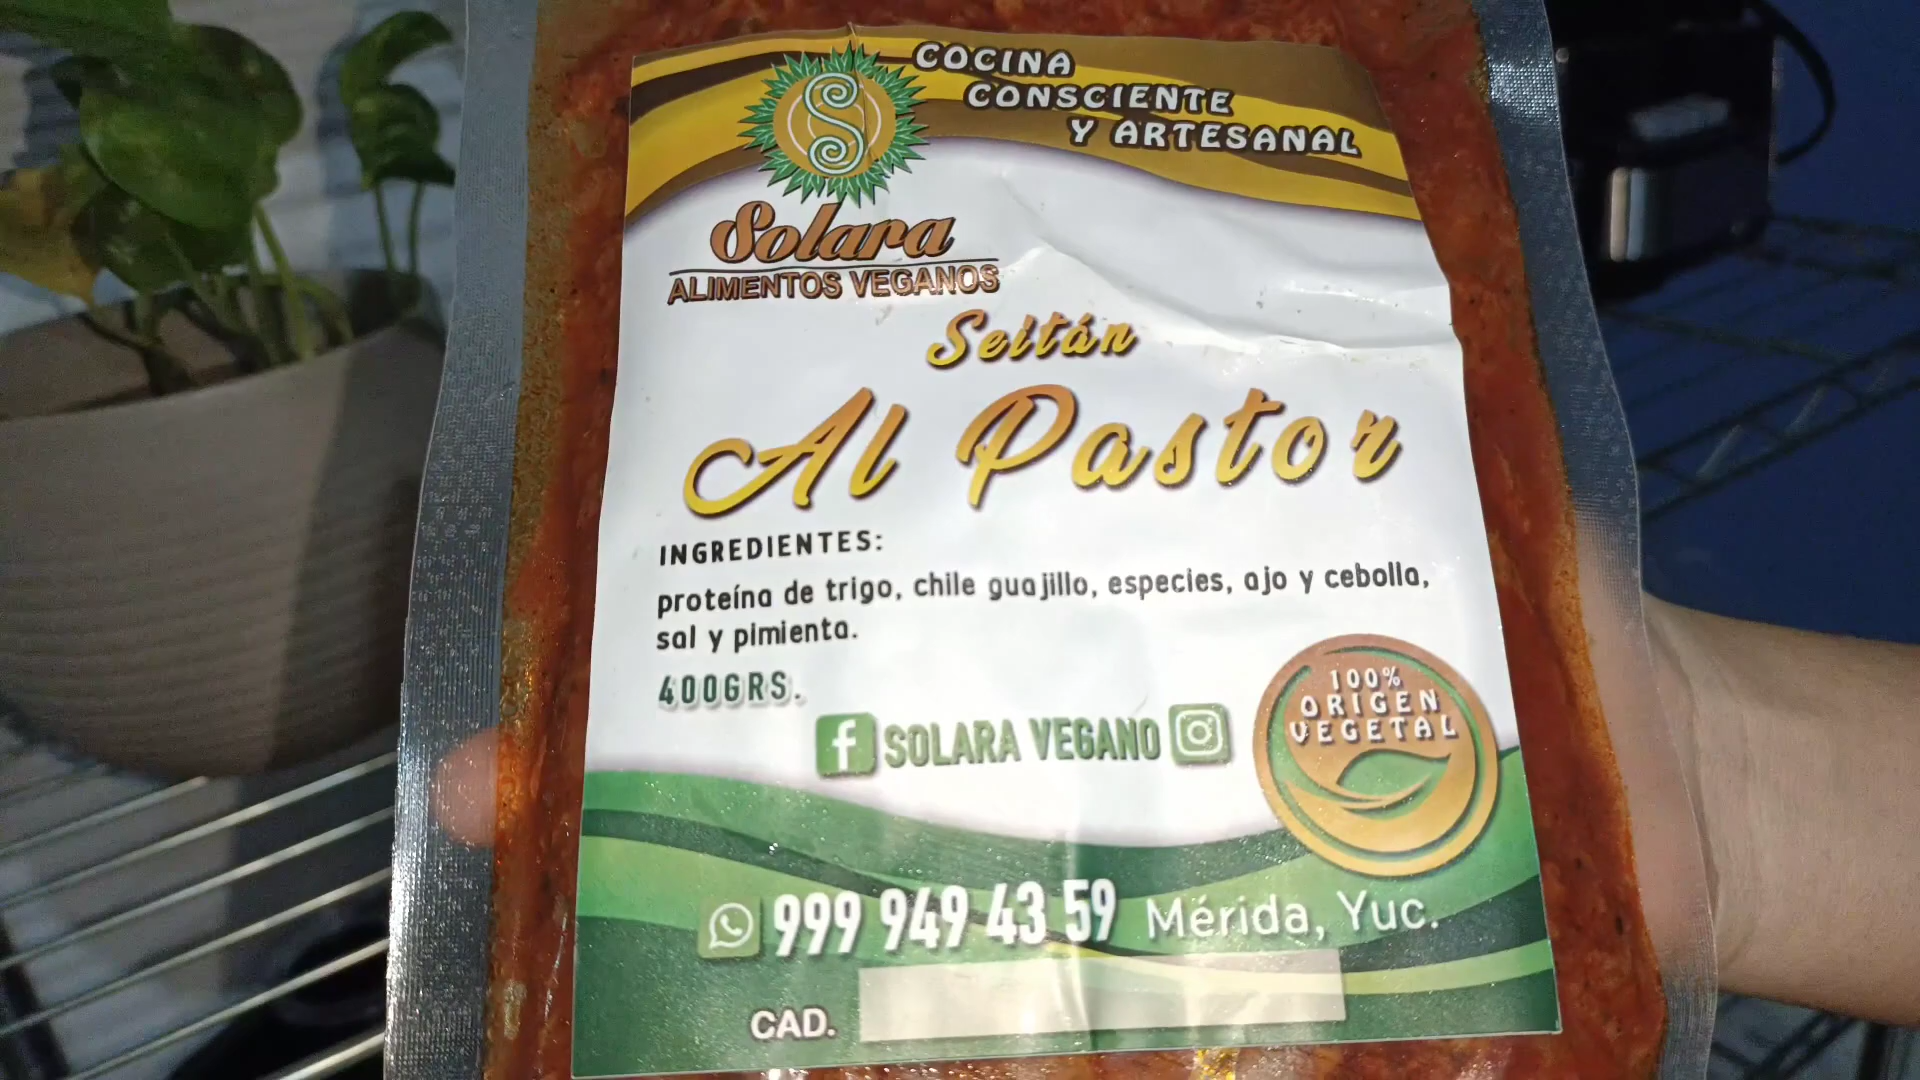 COCINA
CONSCIENTE
Y ARTESANAL
S
Solara
ALIMENTOS VEGANOS
Seitán
Al Pastor
INGREDIENTES:
proteína de trigo, chile guajillo, especies, ajo y cebolla,
sal y pimienta.
400GRS.
f SOLARA VEGANO
100%
ORIGEN
VEGETAL
999 949 43 59 Mérida, Yuc.
CAD.